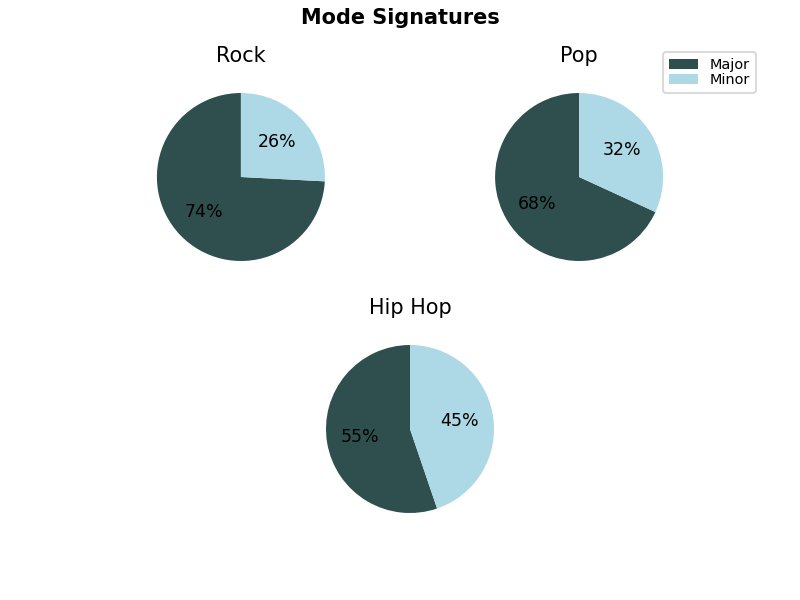 Mode Signatures
Rock
Pop
Major
Minor
26%
74%
32%
68%
Hip Hop
45%
55%